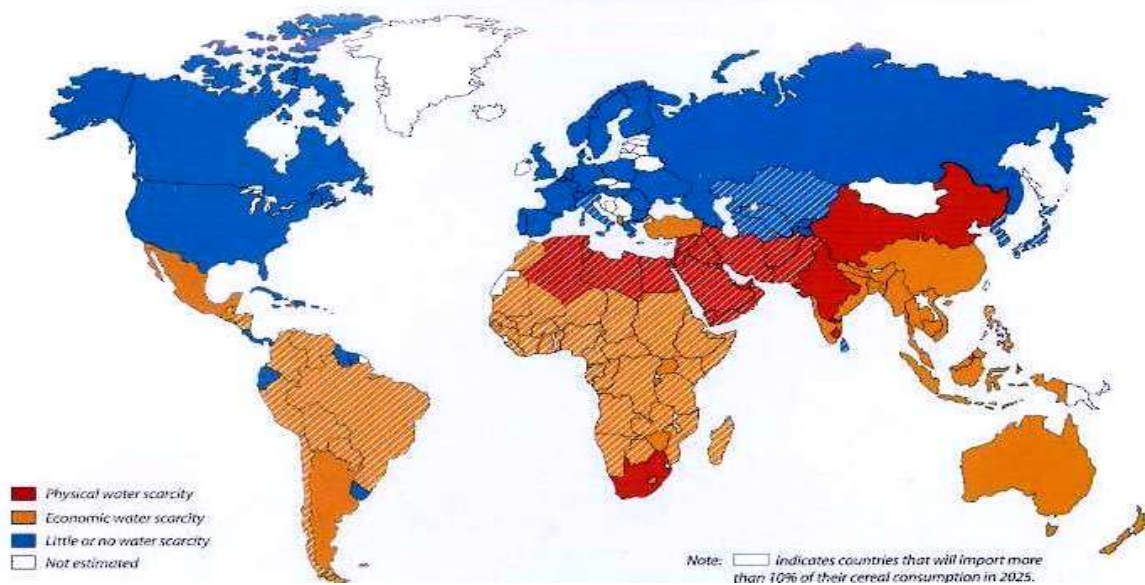 Physical water scarcity
Economic water scarcity
Little or no water scarcity
Not estimated
Note: indicates countries that will import more
than 10% of their cereal consumption in 2025.